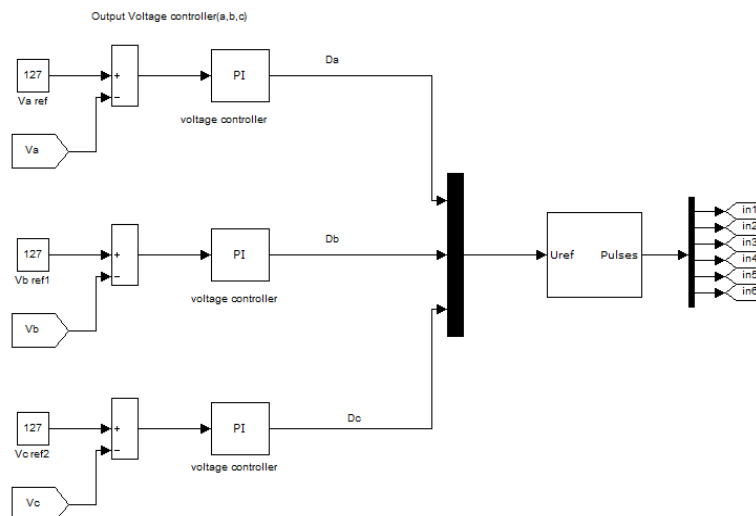 Output Voltage controller(a,b,c)
127
+
−
PI
Da
Va ref
voltage controller
Va
127
+
−
PI
Db
Vb ref1
voltage controller
Vb
Uref
Pulses
in1
in2
in3
in4
in5
in6
127
+
−
PI
Dc
Vc ref2
voltage controller
Vc